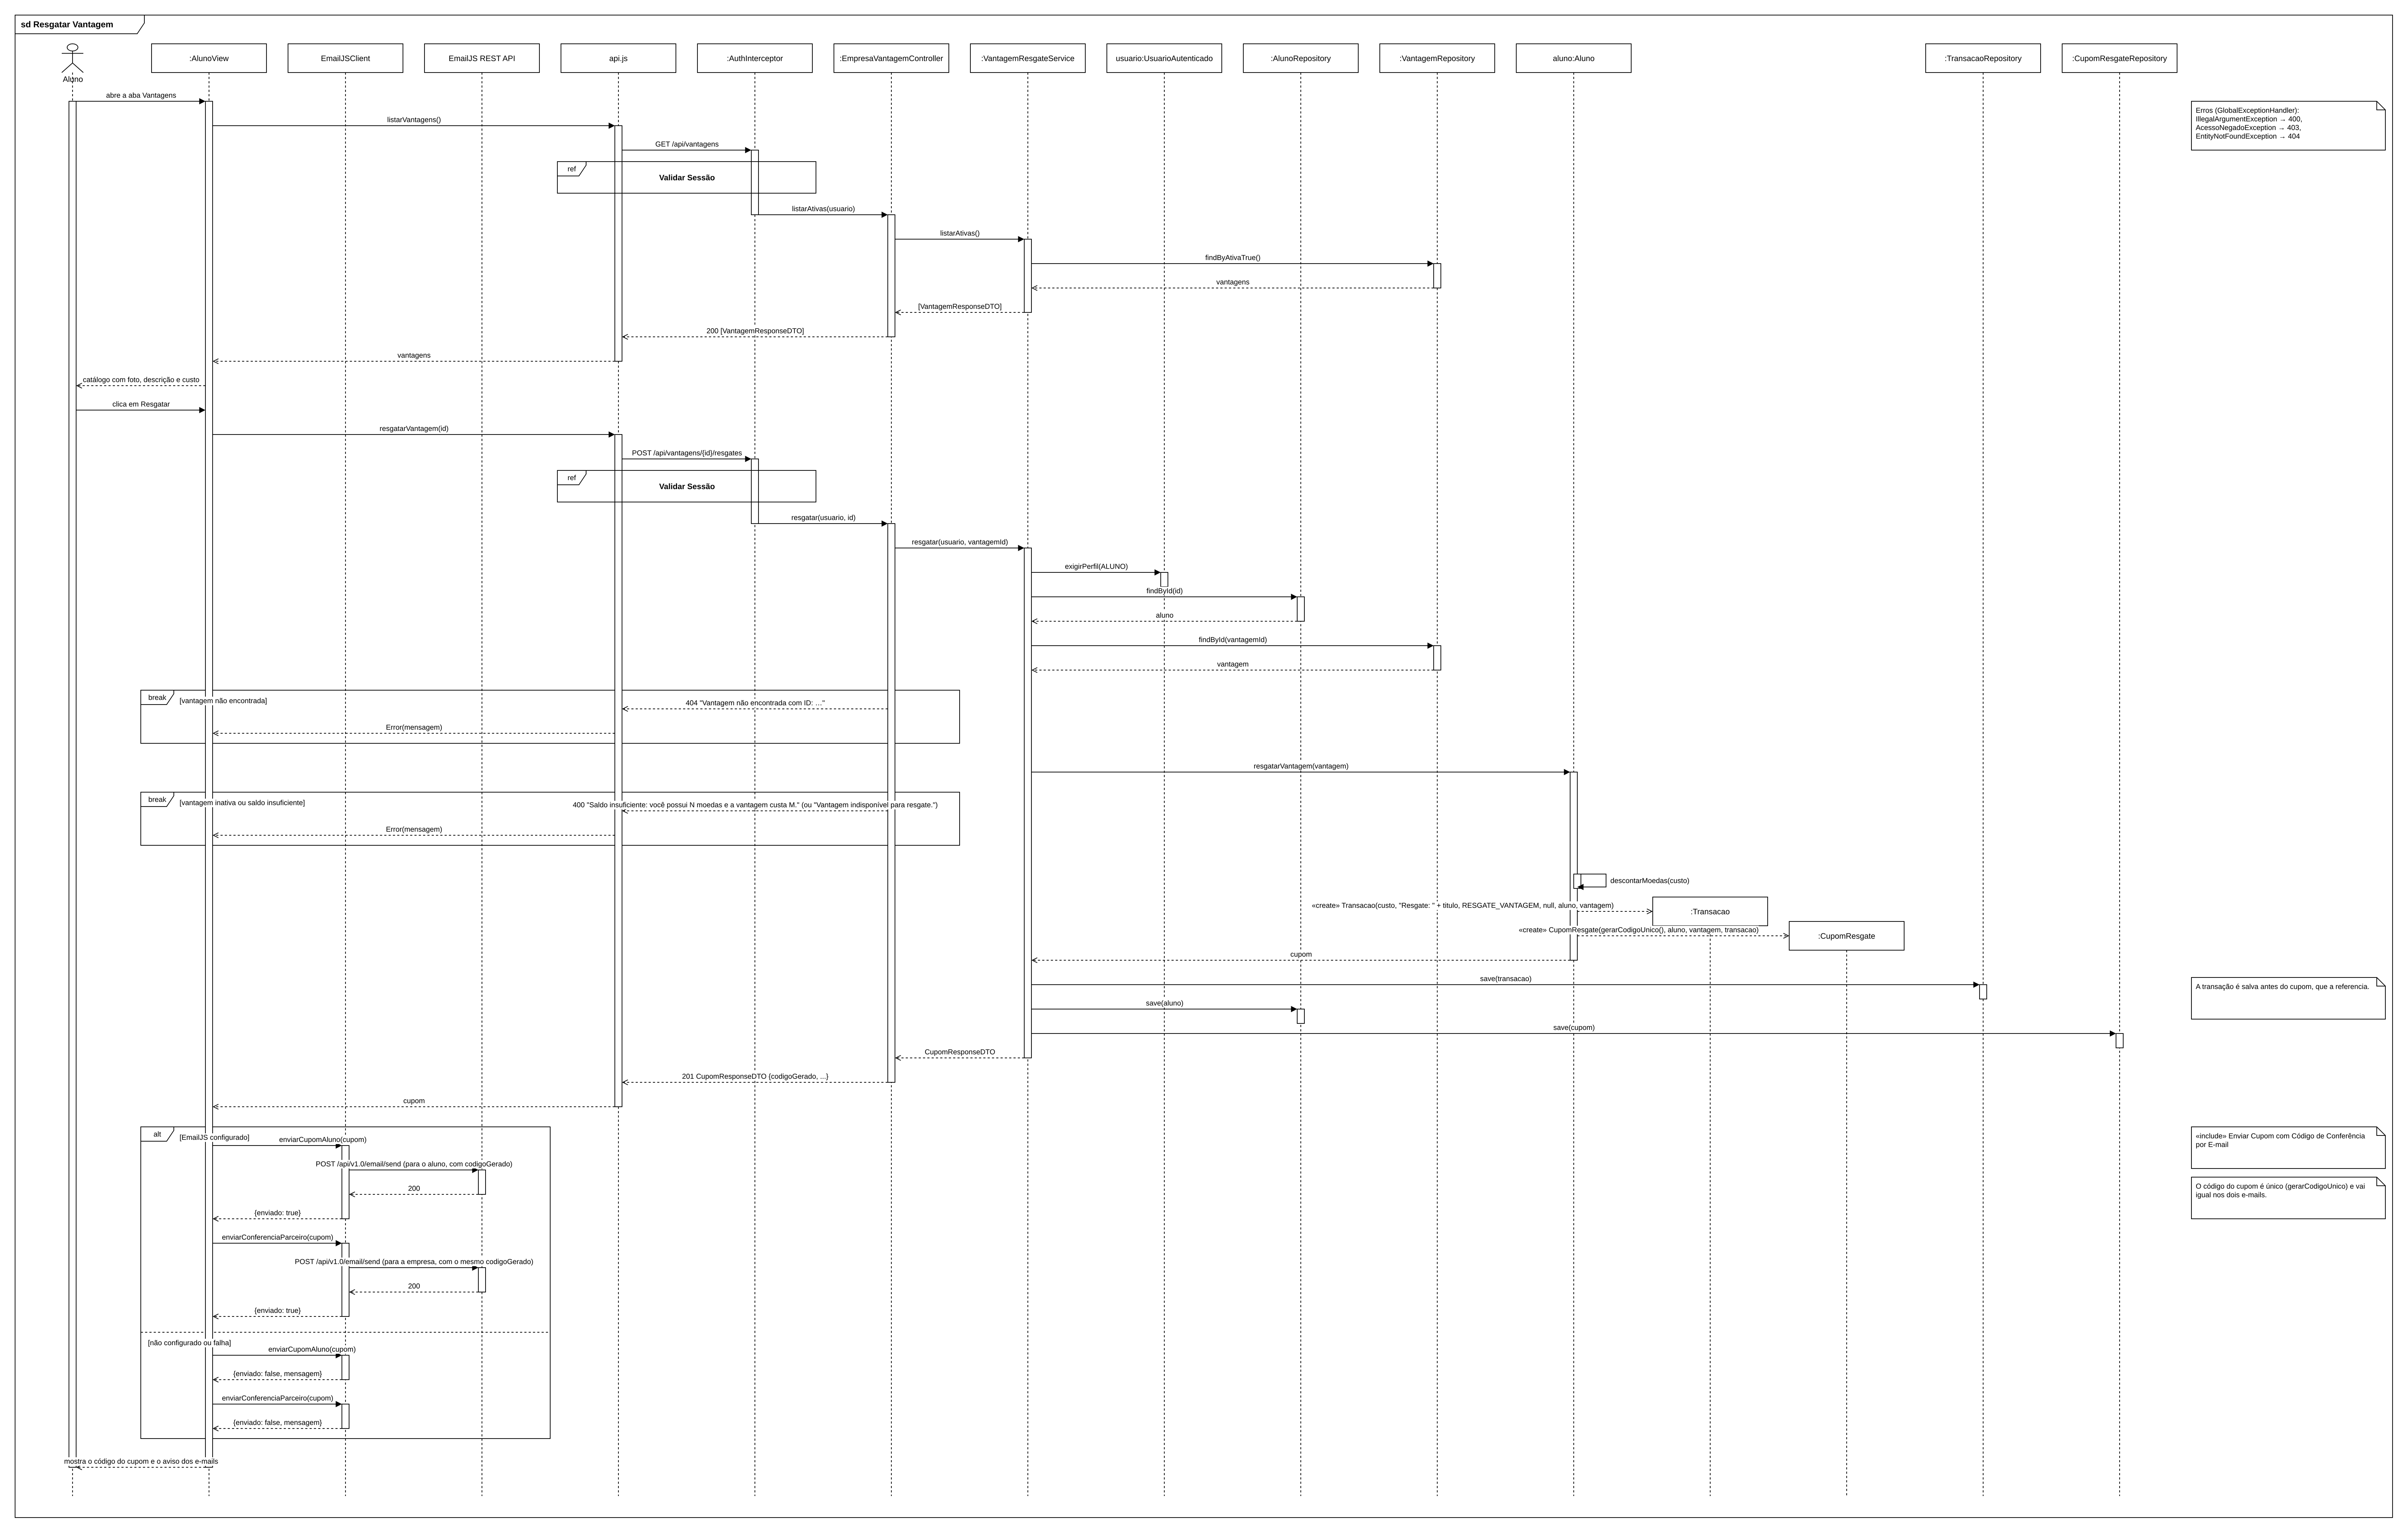 sd Resgatar Vantagem
Aluno
:AlunoView
EmailJSClient
EmailJS REST API
api.js
:AuthInterceptor
:EmpresaVantagemController
:VantagemResgateService
usuario:UsuarioAutenticado
:AlunoRepository
:VantagemRepository
aluno:Aluno
:TransacaoRepository
:CupomResgateRepository
abre a aba Vantagens
Erros (GlobalExceptionHandler):
IllegalArgumentException → 400,
AcessoNegadoException → 403,
EntityNotFoundException → 404
listarVantagens()
GET /api/vantagens
ref
Validar Sessão
listarAtivas(usuario)
listarAtivas()
findByAtivaTrue()
vantagens
[VantagemResponseDTO]
200 [VantagemResponseDTO]
vantagens
catálogo com foto, descrição e custo
clica em Resgatar
resgatarVantagem(id)
POST /api/vantagens/{id}/resgates
ref
Validar Sessão
resgatar(usuario, id)
resgatar(usuario, vantagemId)
exigirPerfil(ALUNO)
findById(id)
aluno
findById(vantagemId)
vantagem
break
[vantagem não encontrada]
404 "Vantagem não encontrada com ID: …"
Error(mensagem)
resgatarVantagem(vantagem)
break
[vantagem inativa ou saldo insuficiente]
400 "Saldo insuficiente: você possui N moedas e a vantagem custa M." (ou "Vantagem indisponível para resgate.")
Error(mensagem)
descontarMoedas(custo)
«create» Transacao(custo, "Resgate: " + titulo, RESGATE_VANTAGEM, null, aluno, vantagem)
:Transacao
«create» CupomResgate(gerarCodigoUnico(), aluno, vantagem, transacao)
:CupomResgate
cupom
save(transacao)
A transação é salva antes do cupom, que a referencia.
save(aluno)
save(cupom)
CupomResponseDTO
201 CupomResponseDTO {codigoGerado, ...}
cupom
alt
[EmailJS configurado]
enviarCupomAluno(cupom)
«include» Enviar Cupom com Código de Conferência
por E-mail
POST /api/v1.0/email/send (para o aluno, com codigoGerado)
200
O código do cupom é único (gerarCodigoUnico) e vai
igual nos dois e-mails.
{enviado: true}
enviarConferenciaParceiro(cupom)
POST /api/v1.0/email/send (para a empresa, com o mesmo codigoGerado)
200
{enviado: true}
[não configurado ou falha]
enviarCupomAluno(cupom)
{enviado: false, mensagem}
enviarConferenciaParceiro(cupom)
{enviado: false, mensagem}
mostra o código do cupom e o aviso dos e-mails